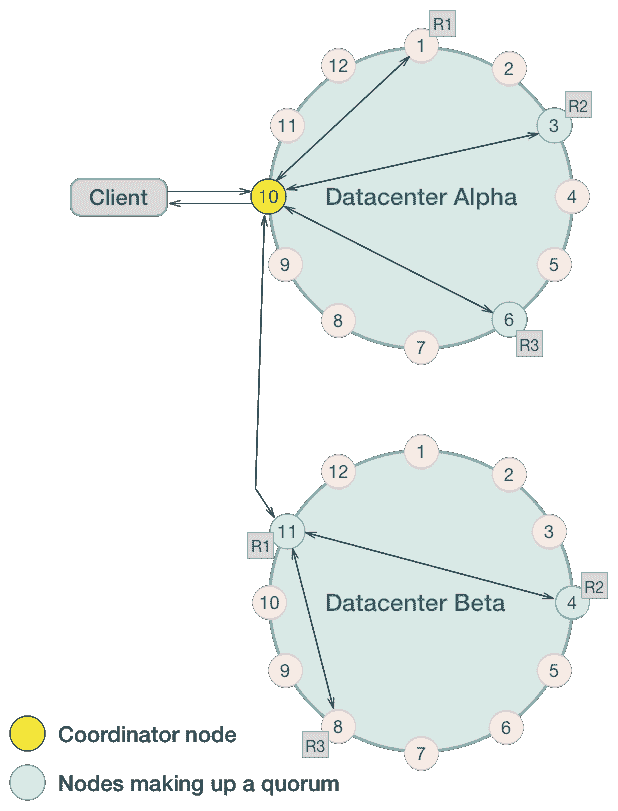 R1
1
12
2
R2
11
3
Client
10
Datacenter Alpha
4
9
5
8
6
7
R3
1
12
2
11
3
R1
R2
10
Datacenter Beta
4
9
5
8
6
R3
7
Coordinator node
Nodes making up a quorum